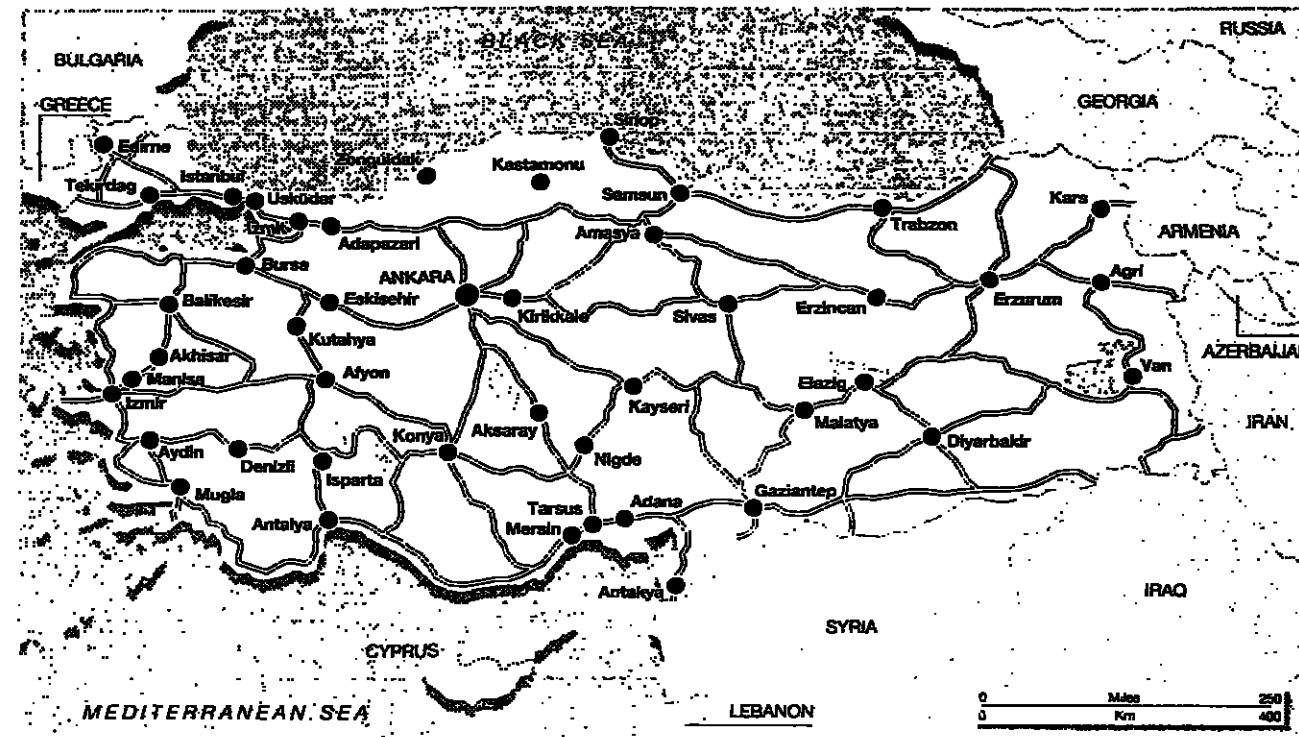 BLACK SEA
RUSSIA
BULGARIA
GEORGIA
GREECE
Sinop
Edirne
Zonguldak
Kastamonu
Istanbul
Tekirdag
Usküder
Samsun
Kars
Izmit
Adapazari
Amasya
Trabzon
ARMENIA
Bursa
ANKARA
Agri
Balikesir
Eskisehir
Kirikkale
Sivas
Erzincan
Erzurum
Kutahya
AZERBAIJAN
Akhisar
Manisa
Afyon
Elazig
Van
Izmir
Kayseri
Malatya
IRAN
Konya
Aksaray
Aydin
Denizli
Isparta
Nigde
Diyarbakir
Mugla
Gaziantep
Antalya
Tarsus
Adana
Mersin
Antakya
IRAQ
SYRIA
CYPRUS
MEDITERRANEAN SEA
LEBANON
0 Miles 250
0 Km 400